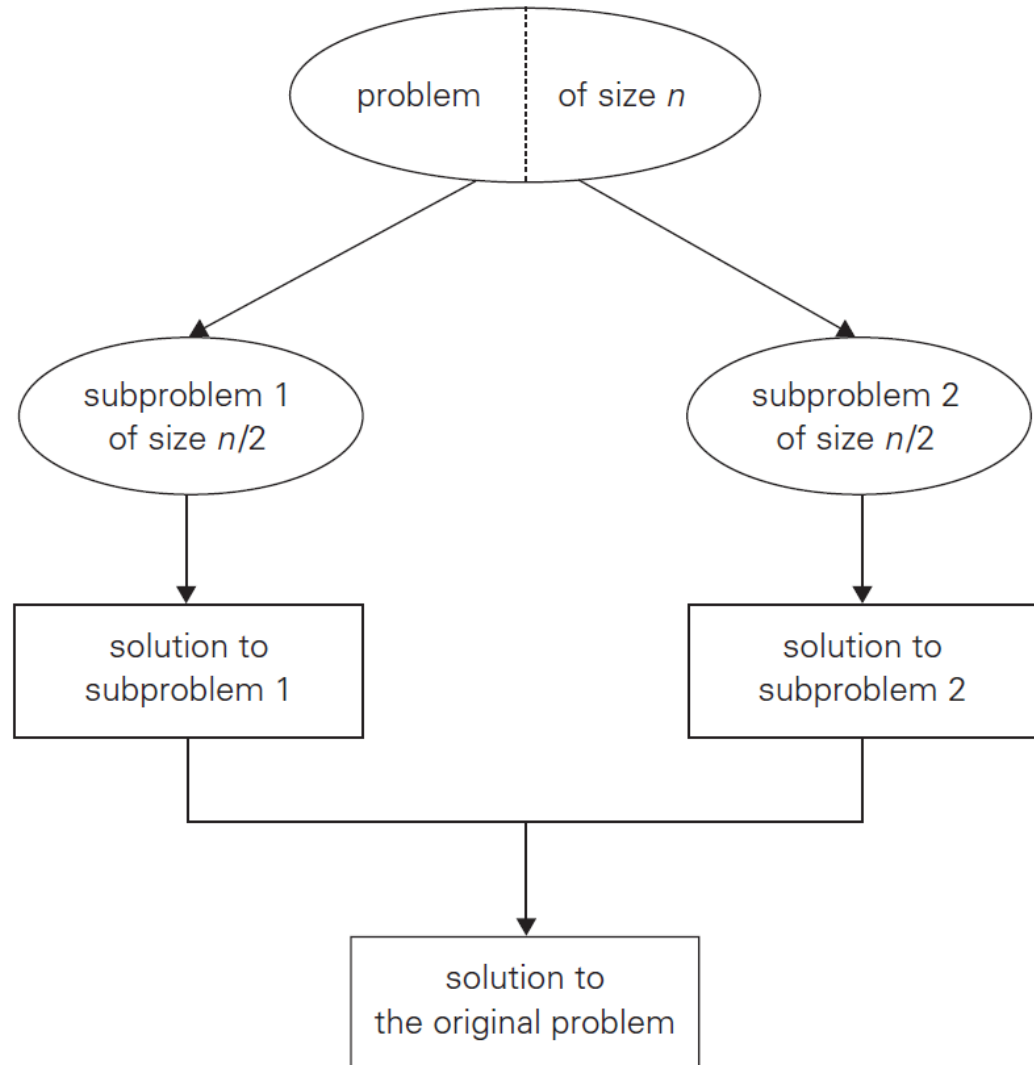 problem of size n
subproblem 1
of size n/2
subproblem 2
of size n/2
solution to
subproblem 1
solution to
subproblem 2
solution to
the original problem